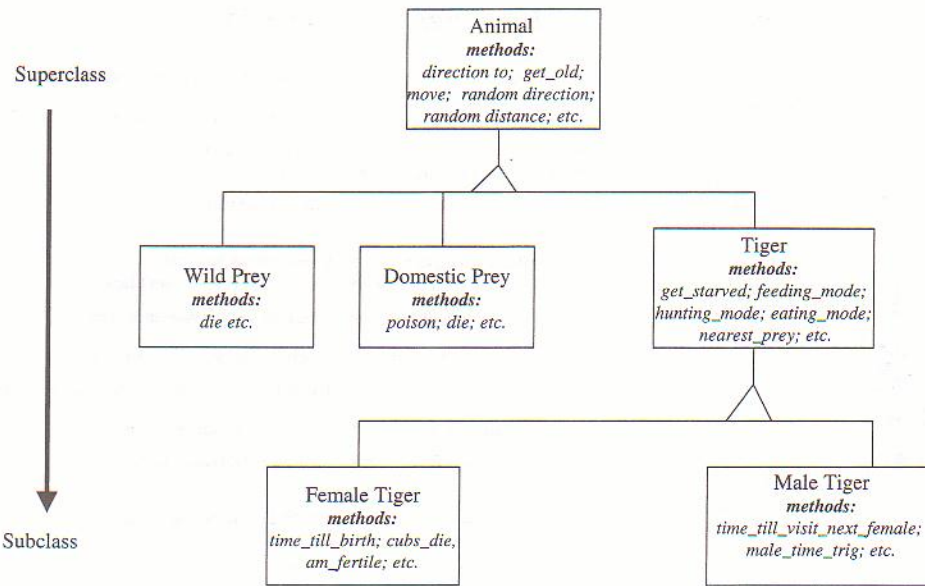 Animal
methods:
direction to; get_old;
move; random direction;
random distance; etc.
Superclass
Wild Prey
methods:
die etc.
Domestic Prey
methods:
poison; die; etc.
Tiger
methods:
get_starved; feeding_mode;
hunting_mode; eating_mode;
nearest_prey; etc.
Female Tiger
methods:
time_till_birth; cubs_die,
am_fertile; etc.
Male Tiger
methods:
time_till_visit_next_female;
male_time_trig; etc.
Subclass